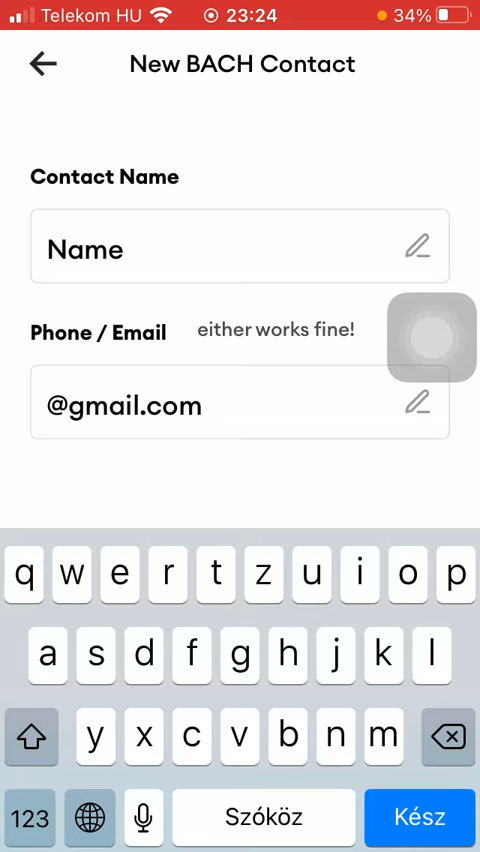 Telekom HU 23:24 34%
New BACH Contact
Contact Name
Name
Phone / Email either works fine!
@gmail.com
q w e r t z u i o p
a s d f g h j k l
y x c v b n m
123 Szóköz Kész